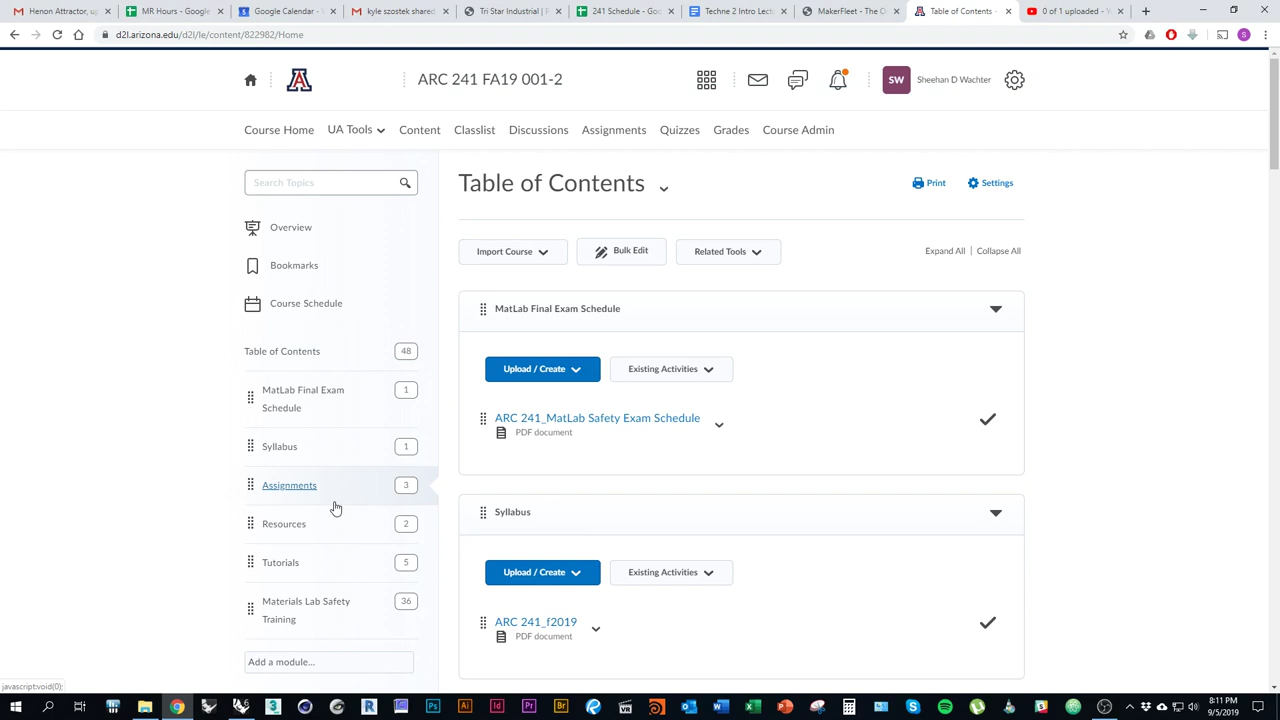 Henon Attractor, U
MR Hours - Google
Google Calendar - W
kyle szostek shared
Tri Star Industrial | P
241 Schedule - Goo
Techne 2 Intro Lect
MakerFleet - The C
Table of Contents -
0 of 1 uploaded - Y
d2l.arizona.edu/d2l/le/content/822982/Home
ARC 241 FA19 001-2
SW
Sheehan D Wachter
Course Home
UA Tools
Content
Classlist
Discussions
Assignments
Quizzes
Grades
Course Admin
Search Topics
Overview
Bookmarks
Course Schedule
Table of Contents 48
MatLab Final Exam 1
Schedule
Syllabus 1
Assignments 3
Resources 2
Tutorials 5
Materials Lab Safety 36
Training
Add a module...
Table of Contents
Print
Settings
Import Course
Bulk Edit
Related Tools
Expand All | Collapse All
MatLab Final Exam Schedule
Upload / Create
Existing Activities
ARC 241_MatLab Safety Exam Schedule
PDF document
Syllabus
Upload / Create
Existing Activities
ARC 241_f2019
PDF document
javascript:void(0);
8:11 PM
9/5/2019